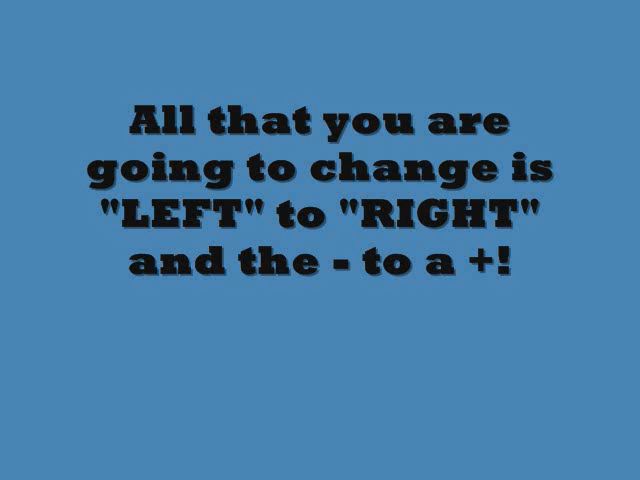 All that you are
going to change is
"LEFT" to "RIGHT"
and the - to a +!